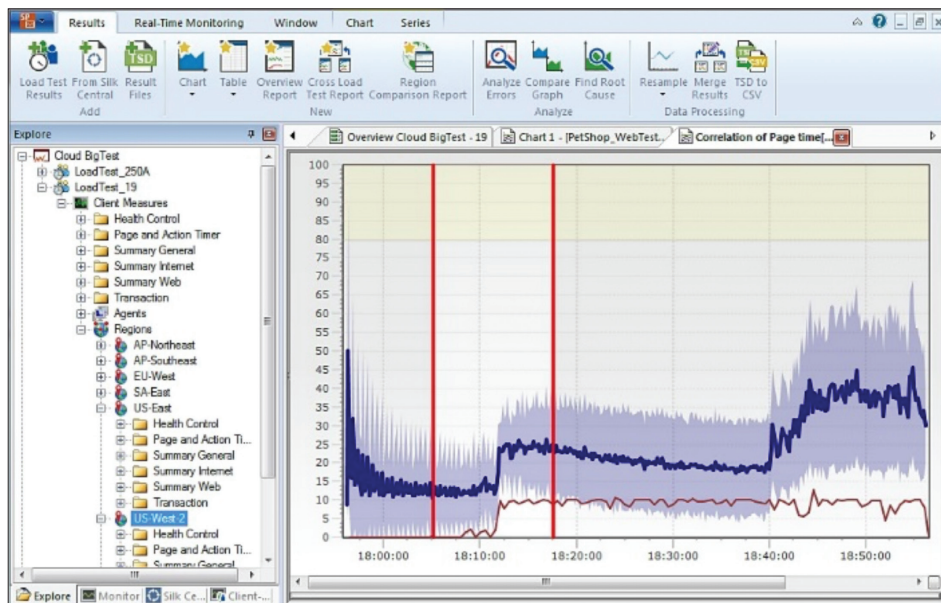 Results Real-Time Monitoring Window Chart Series
Load Test Results
From Silk Central
Result Files
Add
Chart
Table
Overview Report
Cross Load Test Report
Region Comparison Report
New
Analyze Errors
Compare Graph
Find Root Cause
Analyze
Resample
Merge Results
TSD to CSV
Data Processing
Explore
Overview Cloud BigTest - 19
Chart 1 - [PetShop_WebTest...
Correlation of Page time[...
Cloud BigTest
LoadTest_250A
LoadTest_19
Client Measures
Health Control
Page and Action Timer
Summary General
Summary Internet
Summary Web
Transaction
Agents
Regions
AP-Northeast
AP-Southeast
EU-West
SA-East
US-East
Health Control
Page and Action Ti...
Summary General
Summary Internet
Summary Web
Transaction
US-West-2
Health Control
Page and Action Ti...
Summary General
Explore Monitor Silk Ce... Client-...
100
95
90
85
80
75
70
65
60
55
50
45
40
35
30
25
20
15
10
5
0
18:00:00 18:10:00 18:20:00 18:30:00 18:40:00 18:50:00